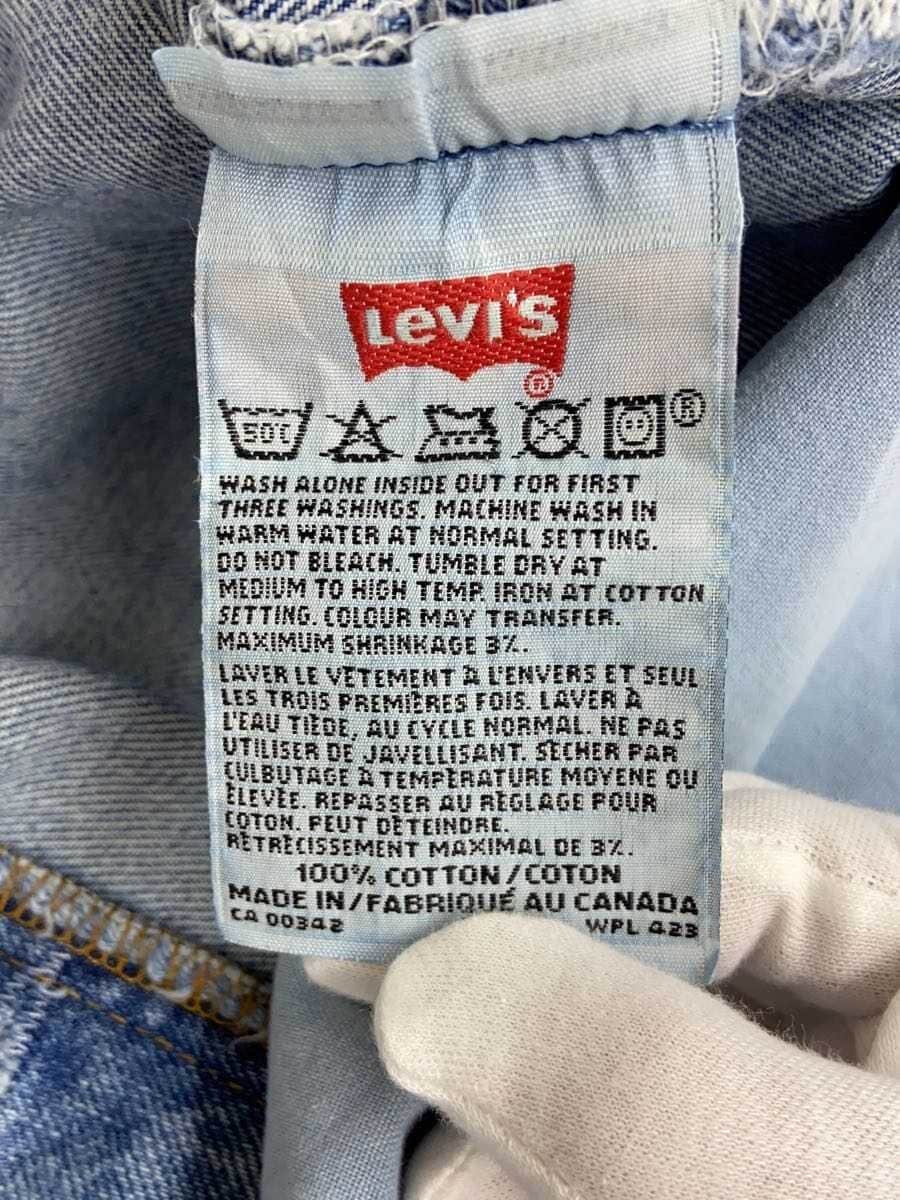 Levi's
®
50C
®
WASH ALONE INSIDE OUT FOR FIRST
THREE WASHINGS. MACHINE WASH IN
WARM WATER AT NORMAL SETTING.
DO NOT BLEACH. TUMBLE DRY AT
MEDIUM TO HIGH TEMP. IRON AT COTTON
SETTING. COLOUR MAY TRANSFER.
MAXIMUM SHRINKAGE 3%.
LAVER LE VÊTEMENT À L'ENVERS ET SEUL
LES TROIS PREMIÈRES FOIS. LAVER À
L'EAU TIÈDE, AU CYCLE NORMAL. NE PAS
UTILISER DE JAVELLISANT. SÉCHER PAR
CULBUTAGE À TEMPÉRATURE MOYENE OU
ÉLEVÉE. REPASSER AU RÉGLAGE POUR
COTON. PEUT DÉTEINDRE.
RÉTRÉCISSEMENT MAXIMAL DE 3%.
100% COTTON/COTON
MADE IN/FABRIQUÉ AU CANADA
CA 00342 WPL 423